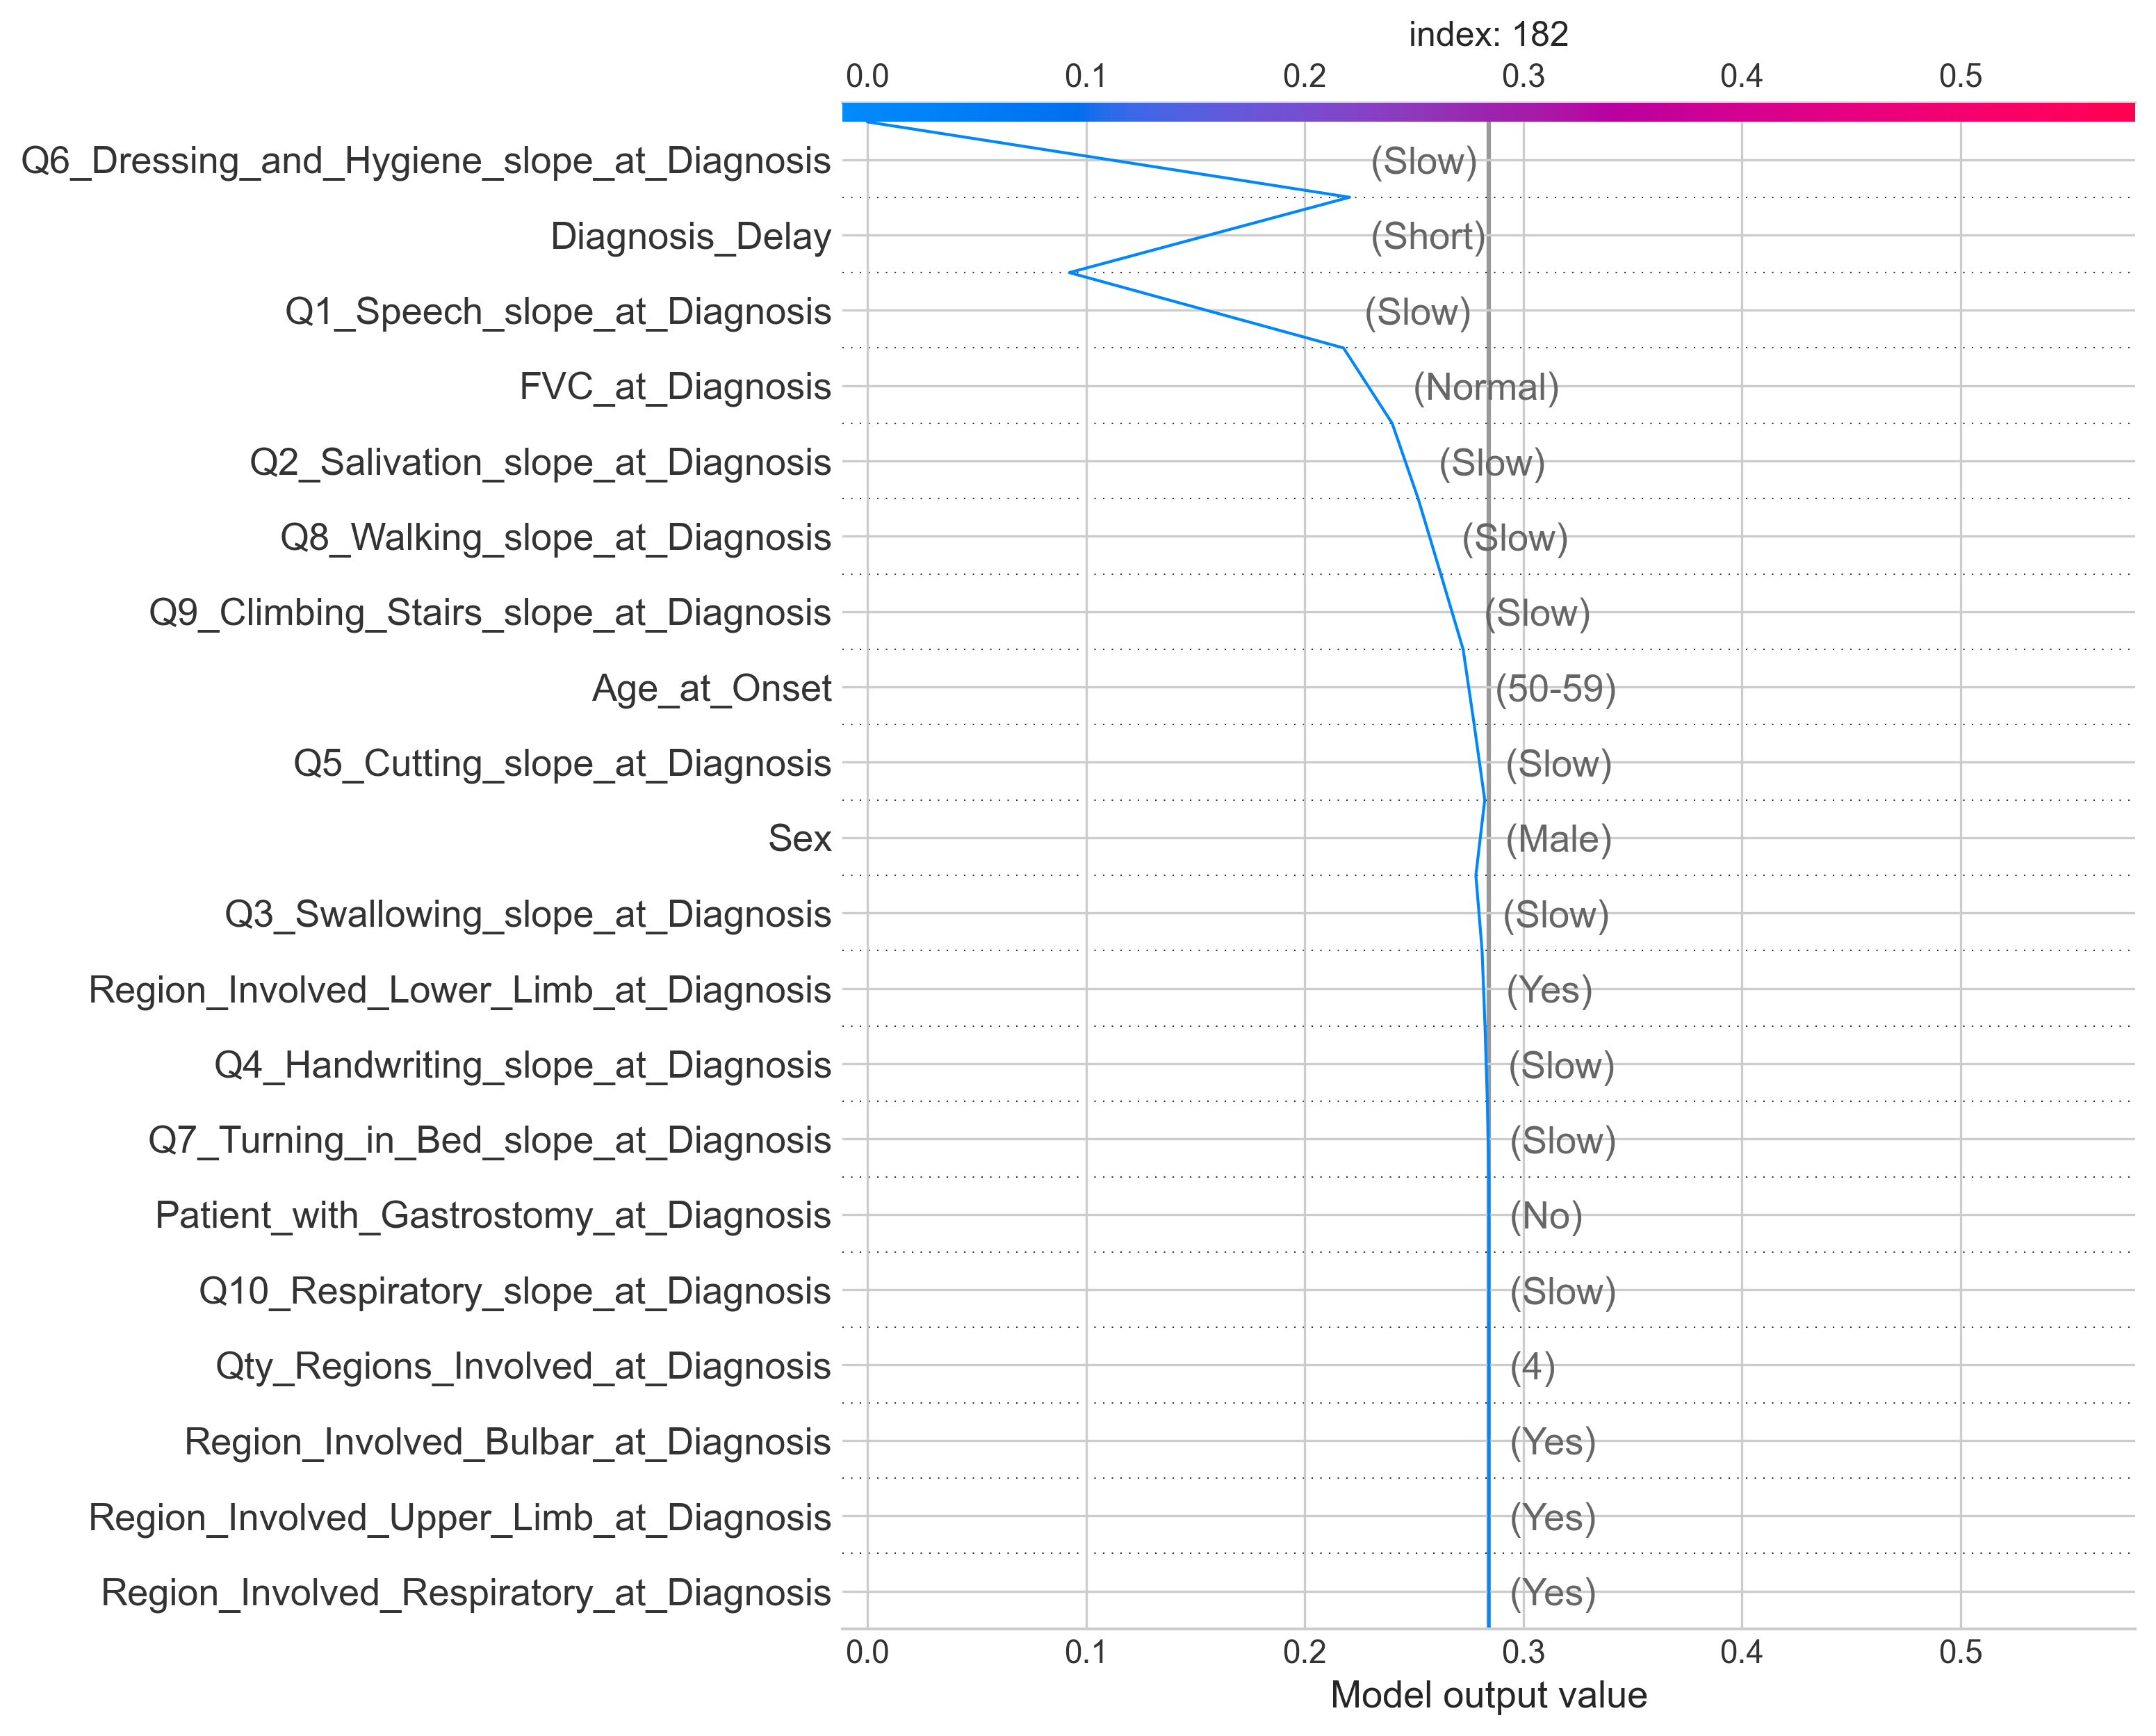 index: 182
0.0 0.1 0.2 0.3 0.4 0.5
Q6_Dressing_and_Hygiene_slope_at_Diagnosis (Slow)
Diagnosis_Delay (Short)
Q1_Speech_slope_at_Diagnosis (Slow)
FVC_at_Diagnosis (Normal)
Q2_Salivation_slope_at_Diagnosis (Slow)
Q8_Walking_slope_at_Diagnosis (Slow)
Q9_Climbing_Stairs_slope_at_Diagnosis (Slow)
Age_at_Onset (50-59)
Q5_Cutting_slope_at_Diagnosis (Slow)
Sex (Male)
Q3_Swallowing_slope_at_Diagnosis (Slow)
Region_Involved_Lower_Limb_at_Diagnosis (Yes)
Q4_Handwriting_slope_at_Diagnosis (Slow)
Q7_Turning_in_Bed_slope_at_Diagnosis (Slow)
Patient_with_Gastrostomy_at_Diagnosis (No)
Q10_Respiratory_slope_at_Diagnosis (Slow)
Qty_Regions_Involved_at_Diagnosis (4)
Region_Involved_Bulbar_at_Diagnosis (Yes)
Region_Involved_Upper_Limb_at_Diagnosis (Yes)
Region_Involved_Respiratory_at_Diagnosis (Yes)
0.0 0.1 0.2 0.3 0.4 0.5
Model output value